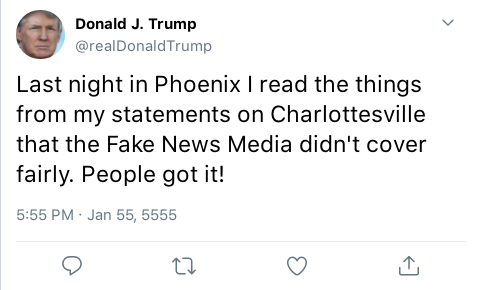 Donald J. Trump
@realDonaldTrump
Last night in Phoenix I read the things
from my statements on Charlottesville
that the Fake News Media didn't cover
fairly. People got it!
5:55 PM · Jan 55, 5555